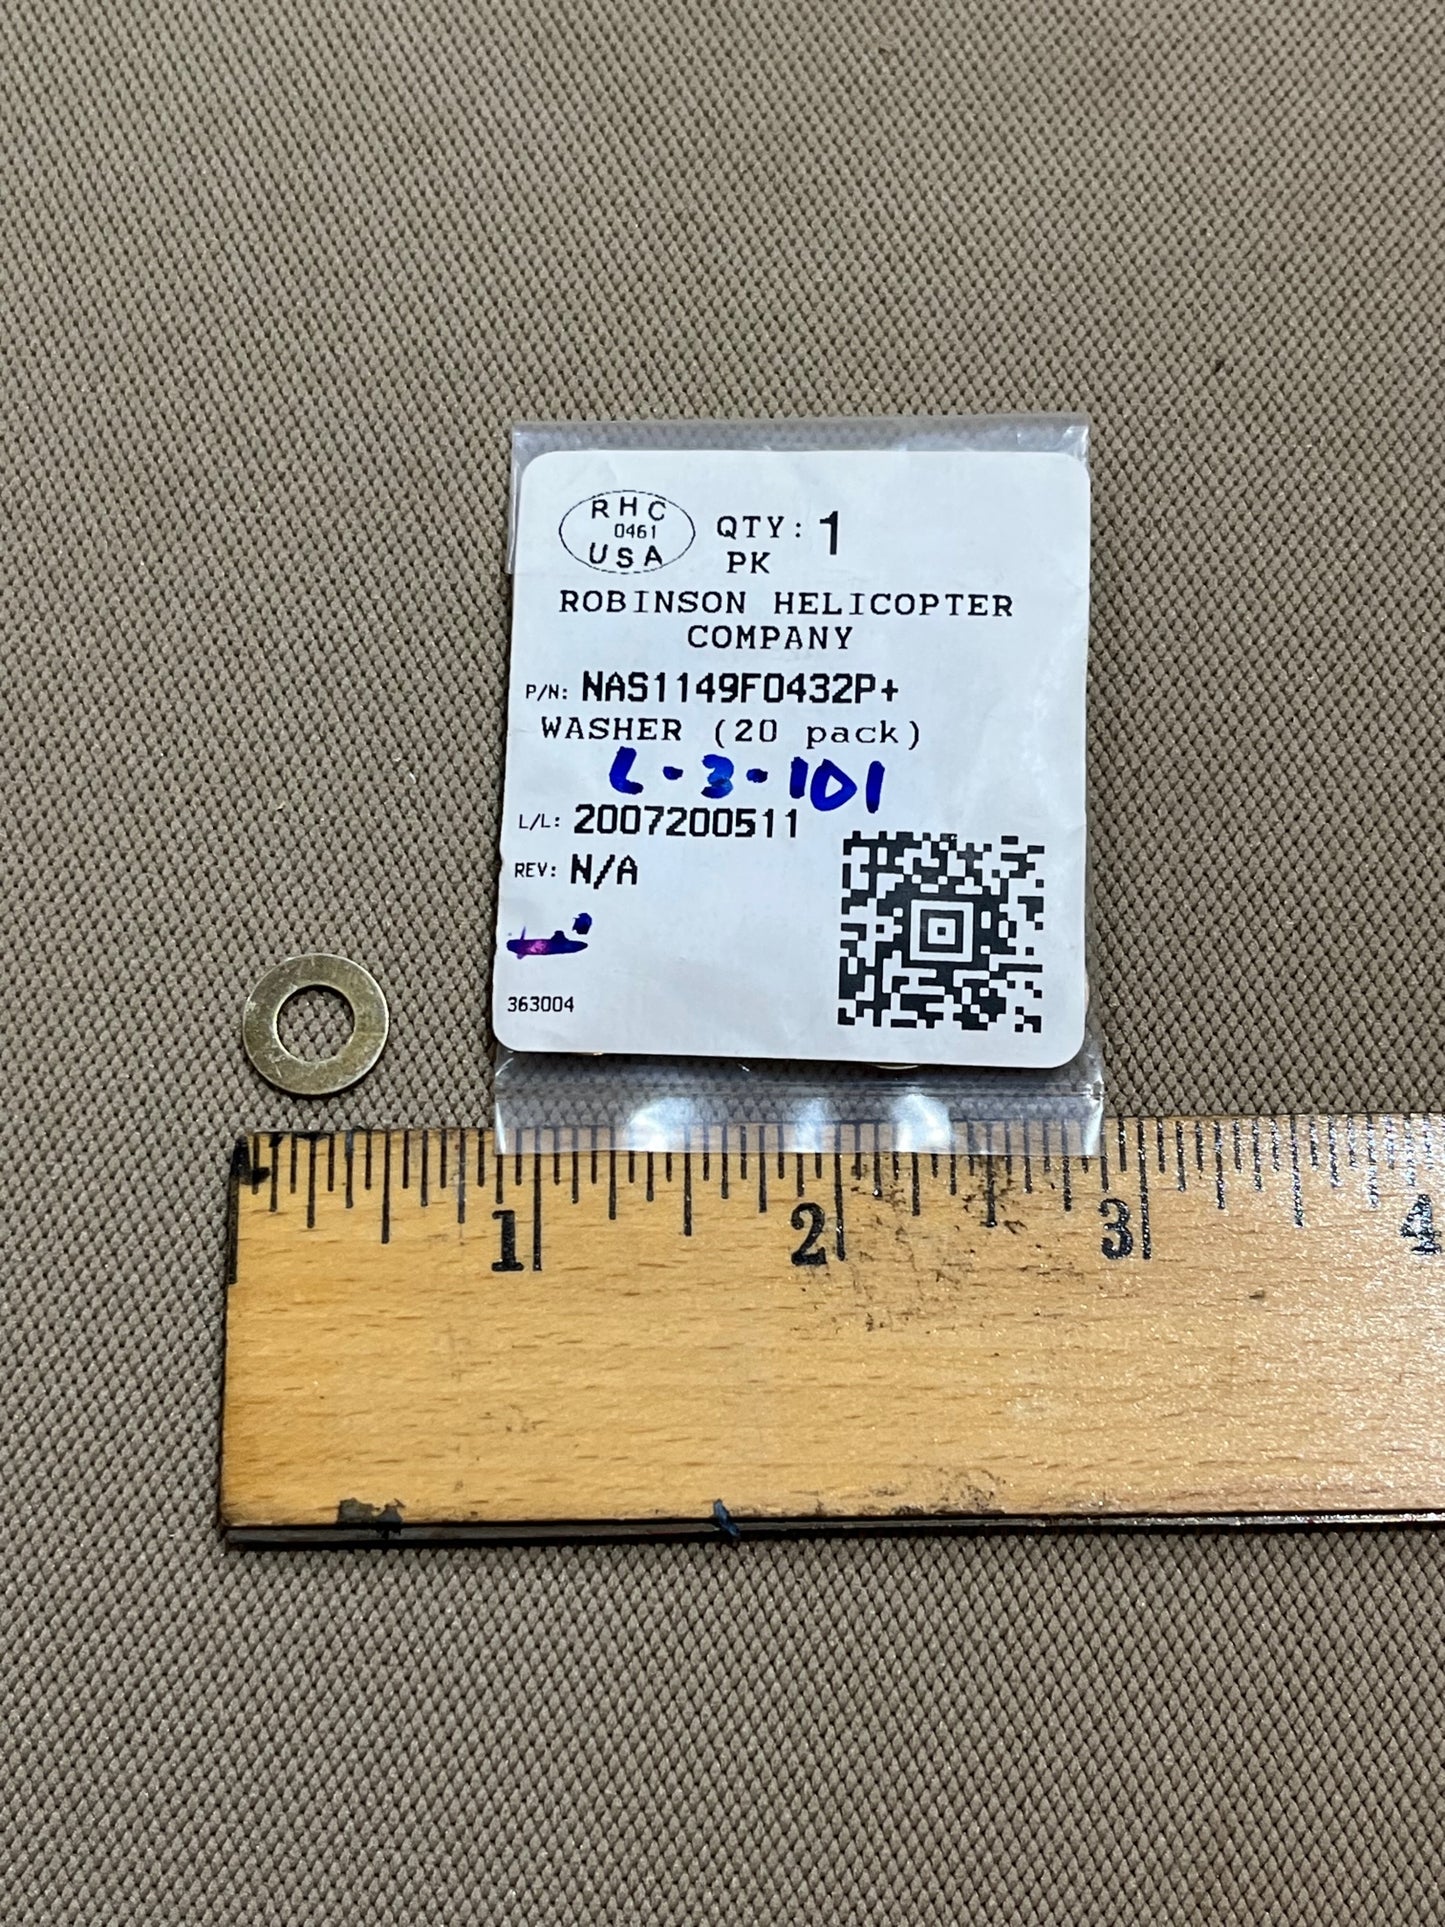 RHC
0461
USA
QTY: 1
PK
ROBINSON HELICOPTER
COMPANY
P/N: NAS1149F0432P+
WASHER (20 pack)
L-3-101
L/L: 2007200511
REV: N/A
363004
1 2 3 4